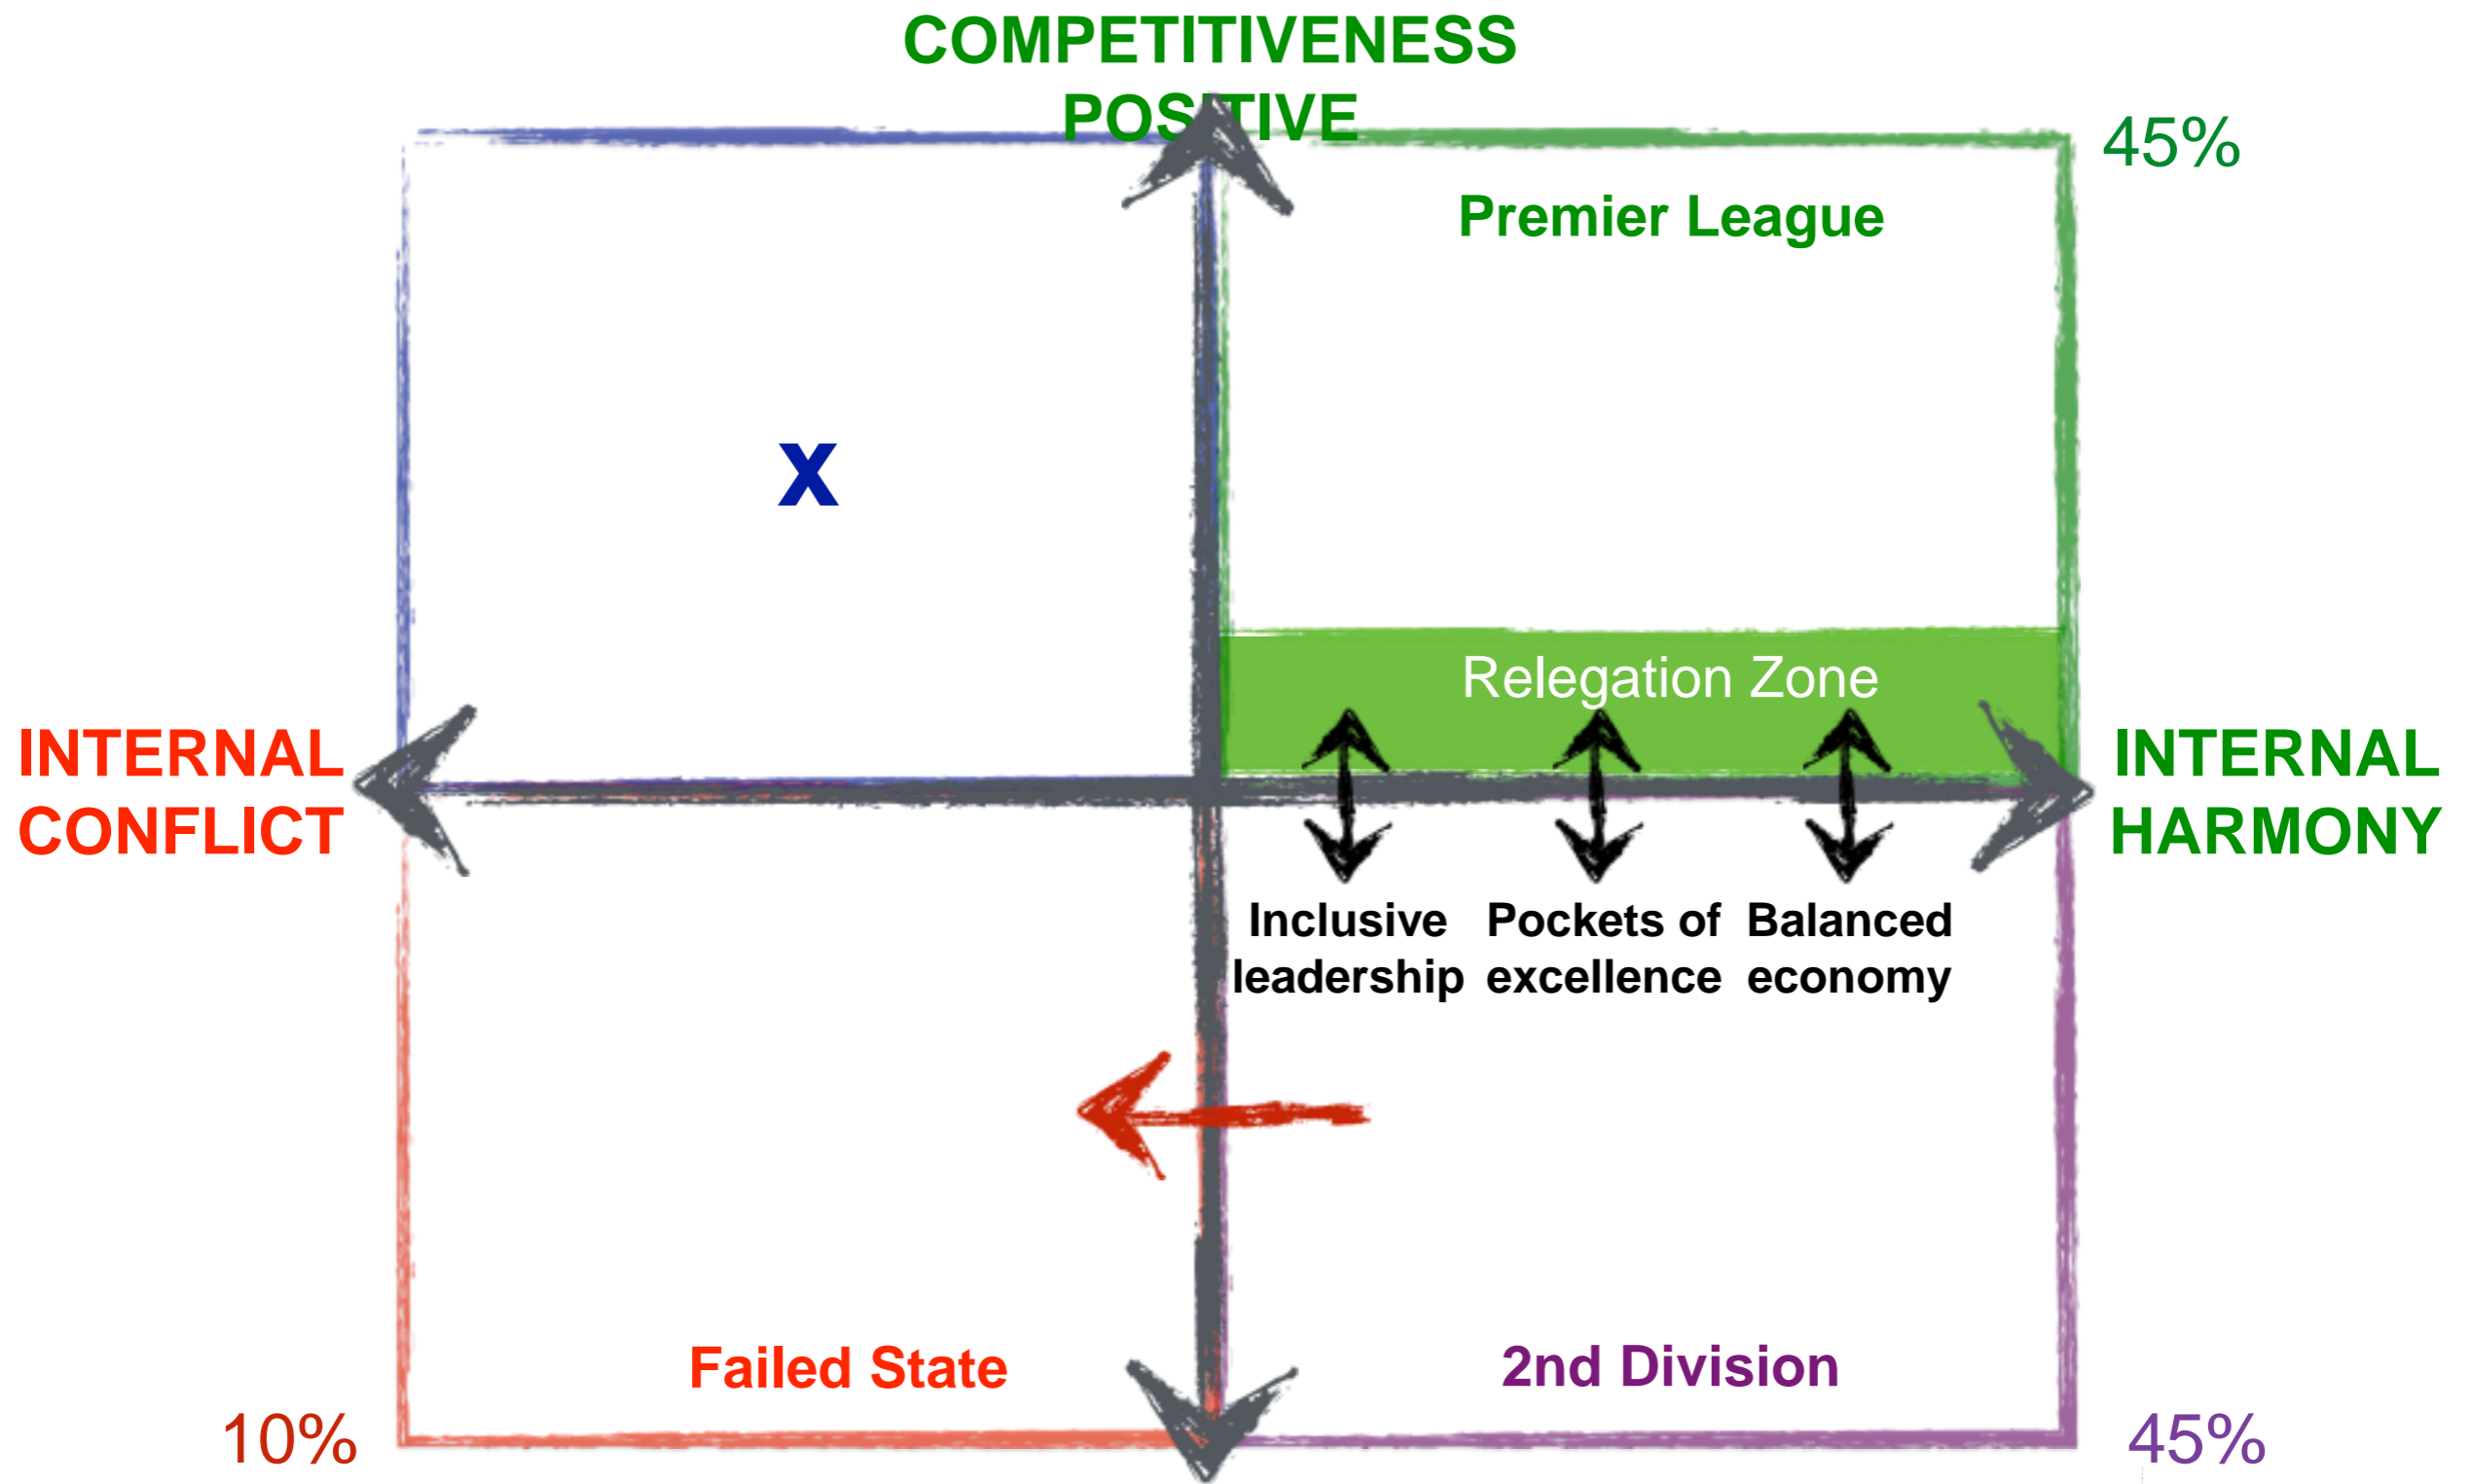 COMPETITIVENESS
POSITIVE
45%
Premier League
X
Relegation Zone
INTERNAL
CONFLICT
INTERNAL
HARMONY
Inclusive
leadership
Pockets of
excellence
Balanced
economy
Failed State
2nd Division
10%
45%